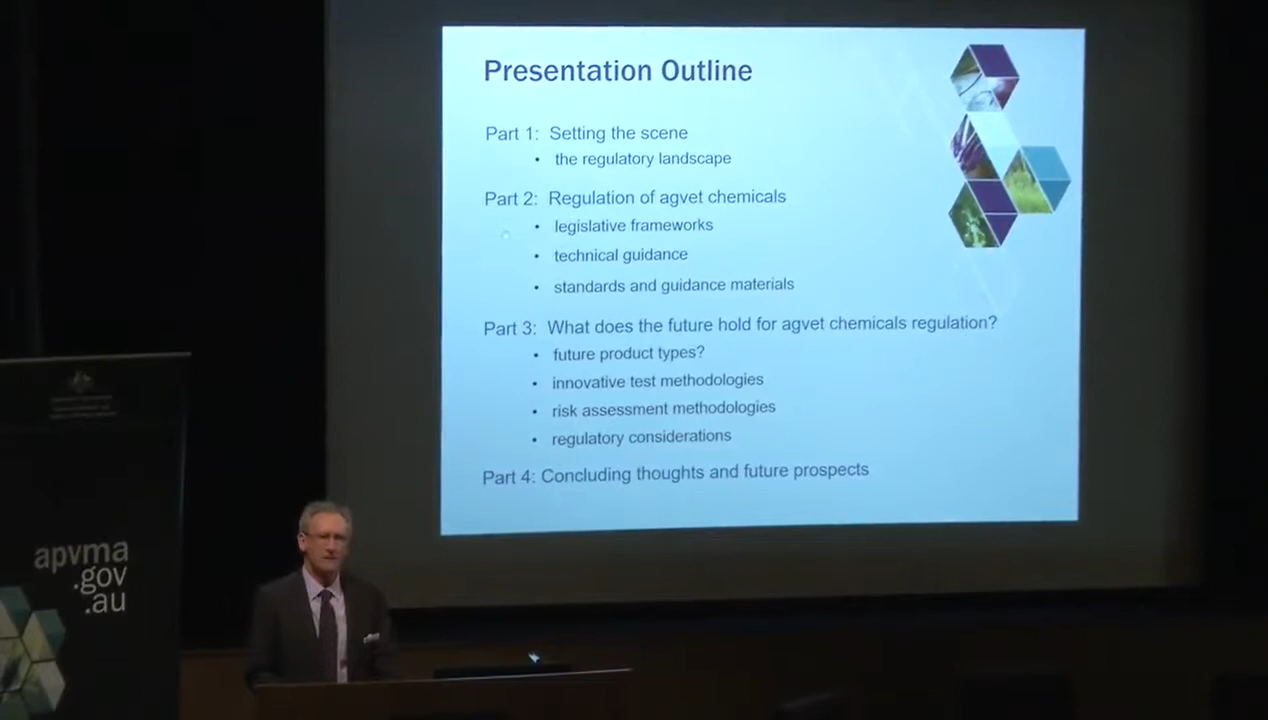 Presentation Outline
Part 1: Setting the scene
• the regulatory landscape
Part 2: Regulation of agvet chemicals
• legislative frameworks
• technical guidance
• standards and guidance materials
Part 3: What does the future hold for agvet chemicals regulation?
• future product types?
• innovative test methodologies
• risk assessment methodologies
• regulatory considerations
Part 4: Concluding thoughts and future prospects
apvma
.gov
.au